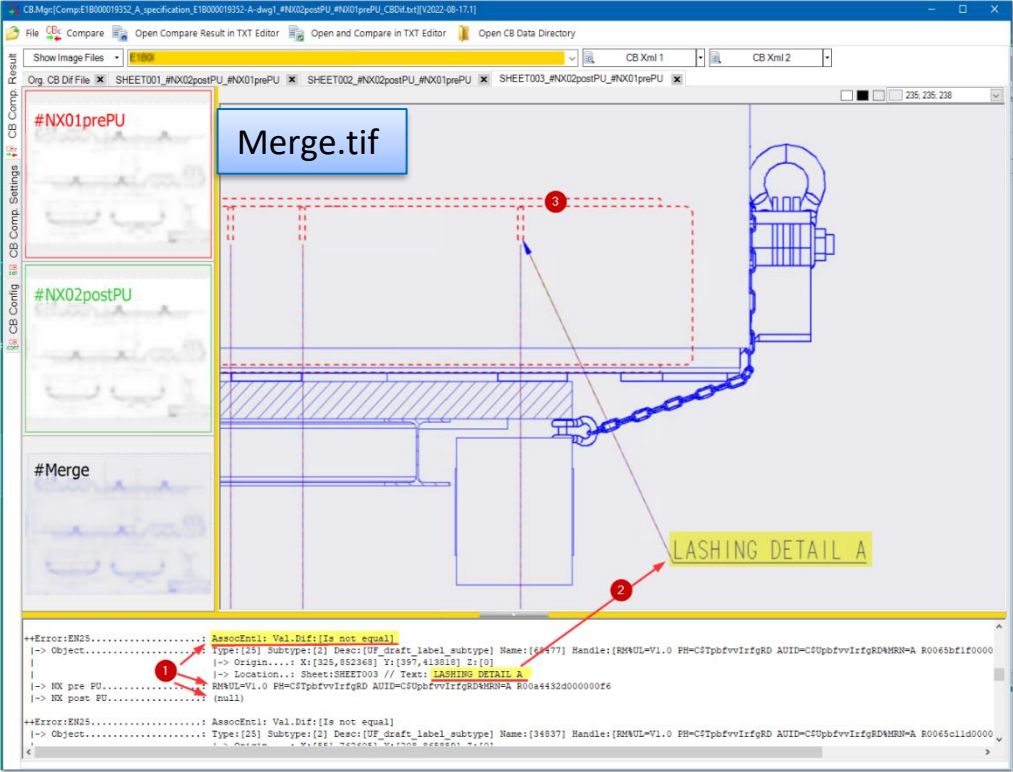 CB.Mgr:[Comp:E1B000019352_A_specification_E1B000019352-A-dwg1_#NX02postPU_#NX01prePU_CBDif.txt][V2022-08-17.1]
File CBc Compare Open Compare Result in TXT Editor Open and Compare in TXT Editor Open CB Data Directory
Show Image Files E1B0 CB Xml 1 CB Xml 2
Org. CB Dif File SHEET001_#NX02postPU_#NX01prePU SHEET002_#NX02postPU_#NX01prePU SHEET003_#NX02postPU_#NX01prePU
235; 235; 238
CB Comp. Result
CB Comp. Settings
CB Config
#NX01prePU
#NX02postPU
#Merge
Merge.tif
3
LASHING DETAIL A
2
1
++Error:EN25....................: AssocEnt1: Val.Dif:[Is not equal]
|-> Object......................: Type:[25] Subtype:[2] Desc:[UF_draft_label_subtype] Name:[68477] Handle:[RM%UL=V1.0 PH=C$TpbfvvIrfgRD AUID=C$UpbfvvIrfgRD%MRN=A R0065bf1f0000
| |-> Origin....: X:[325,852368] Y:[397,413818] Z:[0]
| |-> Location..: Sheet:SHEET003 // Text: LASHING DETAIL A
|-> NX pre PU...................: RM%UL=V1.0 PH=C$TpbfvvIrfgRD AUID=C$UpbfvvIrfgRD%MRN=A R00a4432d000000f6
|-> NX post PU..................: (null)
++Error:EN25....................: AssocEnt1: Val.Dif:[Is not equal]
|-> Object......................: Type:[25] Subtype:[2] Desc:[UF_draft_label_subtype] Name:[34837] Handle:[RM%UL=V1.0 PH=C$TpbfvvIrfgRD AUID=C$UpbfvvIrfgRD%MRN=A R0065c11d0000